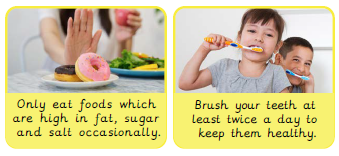 Only eat foods which
are high in fat, sugar
and salt occasionally.
Brush your teeth at
least twice a day to
keep them healthy.